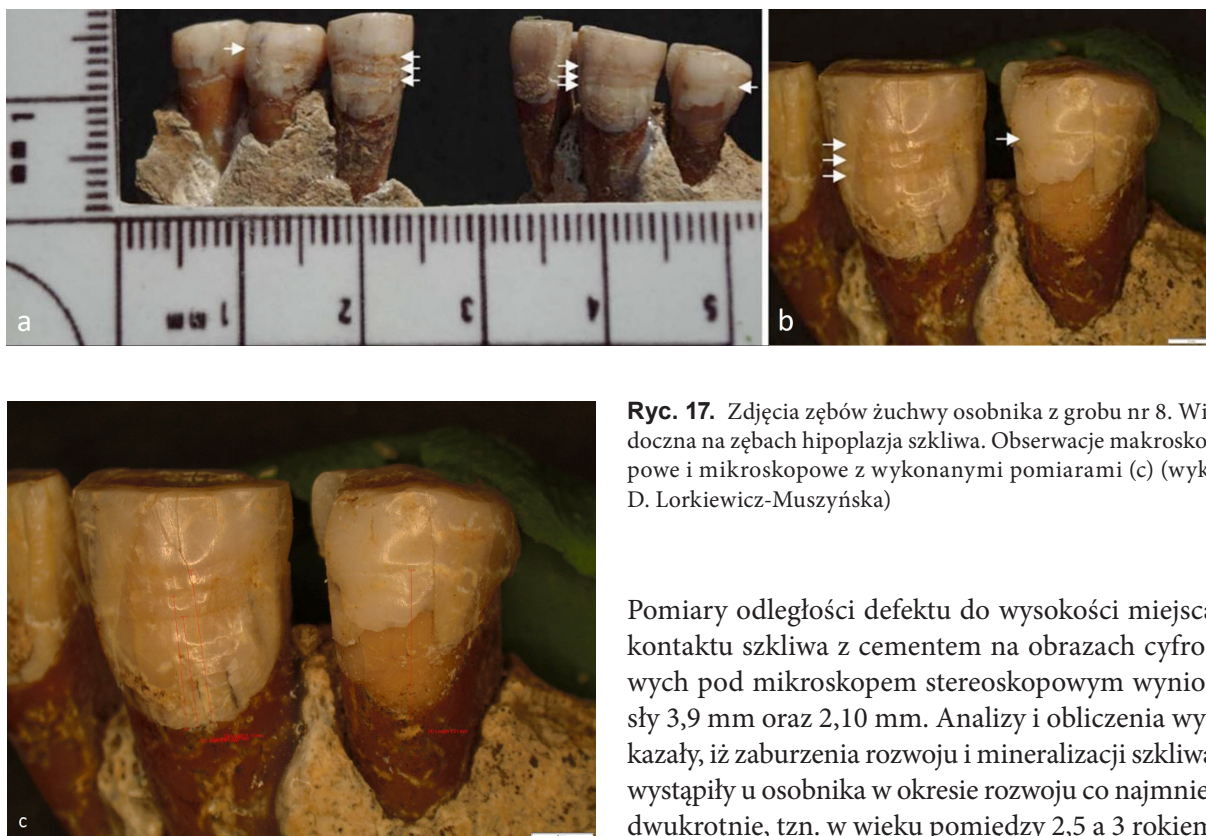 a
mm 1 2 3 4 5
b
c
Ryc. 17. Zdjęcia zębów żuchwy osobnika z grobu nr 8. Wi
doczna na zębach hipoplazja szkliwa. Obserwacje makrosko
powe i mikroskopowe z wykonanymi pomiarami (c) (wyk
D. Lorkiewicz-Muszyńska)
Pomiary odległości defektu do wysokości miejsca
kontaktu szkliwa z cementem na obrazach cyfro
wych pod mikroskopem stereoskopowym wynio
sły 3,9 mm oraz 2,10 mm. Analizy i obliczenia wy
kazały, iż zaburzenia rozwoju i mineralizacji szkliwa
wystąpiły u osobnika w okresie rozwoju co najmnie
dwukrotnie, tzn. w wieku pomiędzy 2,5 a 3 rokiem